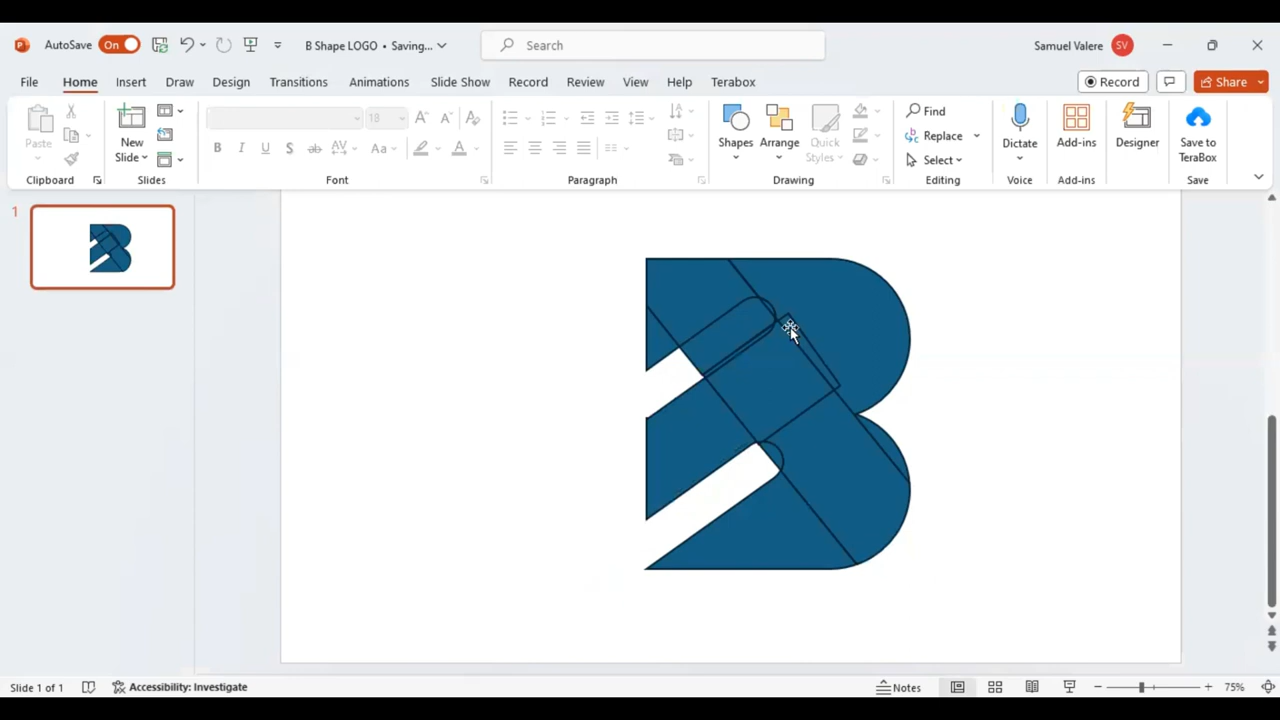 AutoSave On B Shape LOGO • Saving... Search Samuel Valere SV
File Home Insert Draw Design Transitions Animations Slide Show Record Review View Help Terabox Record Share
Paste New Slide 18 Aa Shapes Arrange Quick Styles Find Replace Select Dictate Add-ins Designer Save to TeraBox
Clipboard Slides Font Paragraph Drawing Editing Voice Add-ins Save
1
Slide 1 of 1 Accessibility: Investigate Notes 75%